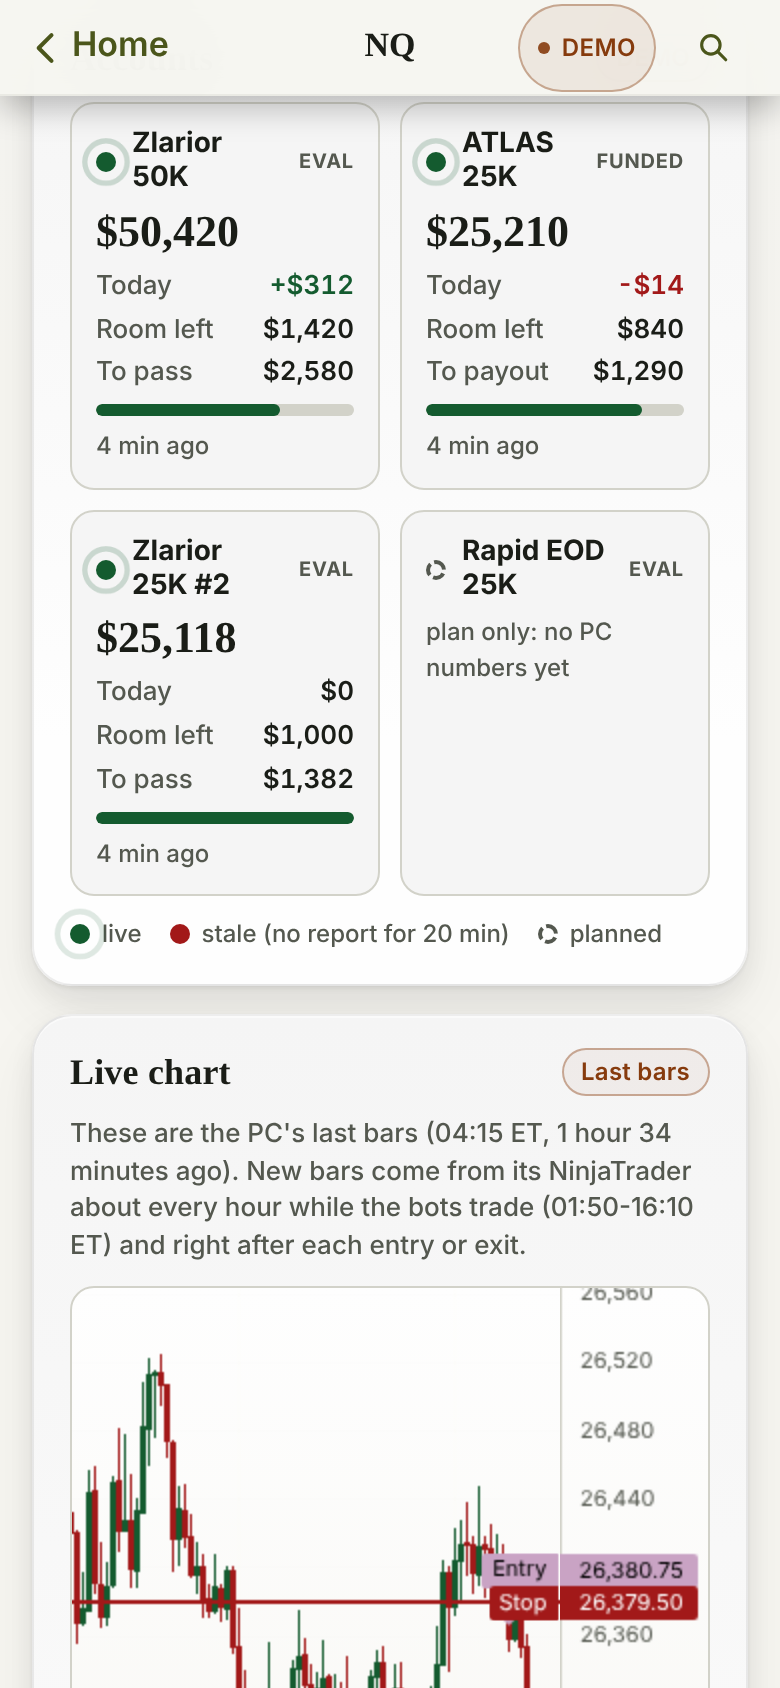 Home
NQ
DEMO
Zlarior
50K
EVAL
$50,420
Today
+$312
Room left
$1,420
To pass
$2,580
4 min ago
ATLAS
25K
FUNDED
$25,210
Today
-$14
Room left
$840
To payout
$1,290
4 min ago
Zlarior
25K #2
EVAL
$25,118
Today
$0
Room left
$1,000
To pass
$1,382
4 min ago
Rapid EOD
25K
EVAL
plan only: no PC
numbers yet
live
stale (no report for 20 min)
planned
Live chart
Last bars
These are the PC's last bars (04:15 ET, 1 hour 34
minutes ago). New bars come from its NinjaTrader
about every hour while the bots trade (01:50-16:10
ET) and right after each entry or exit.
26,560
26,520
26,480
26,440
Entry
26,380.75
Stop
26,379.50
26,360